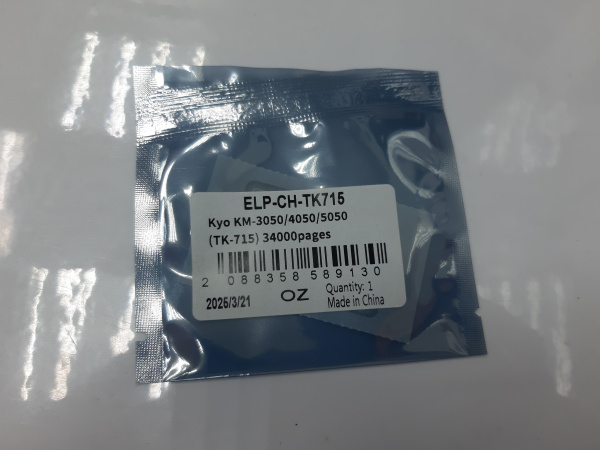 ELP-CH-TK715
Kyo KM-3050/4050/5050
(TK-715) 34000pages
2 088358 589130
2025/3/21
OZ
Quantity: 1
Made in China